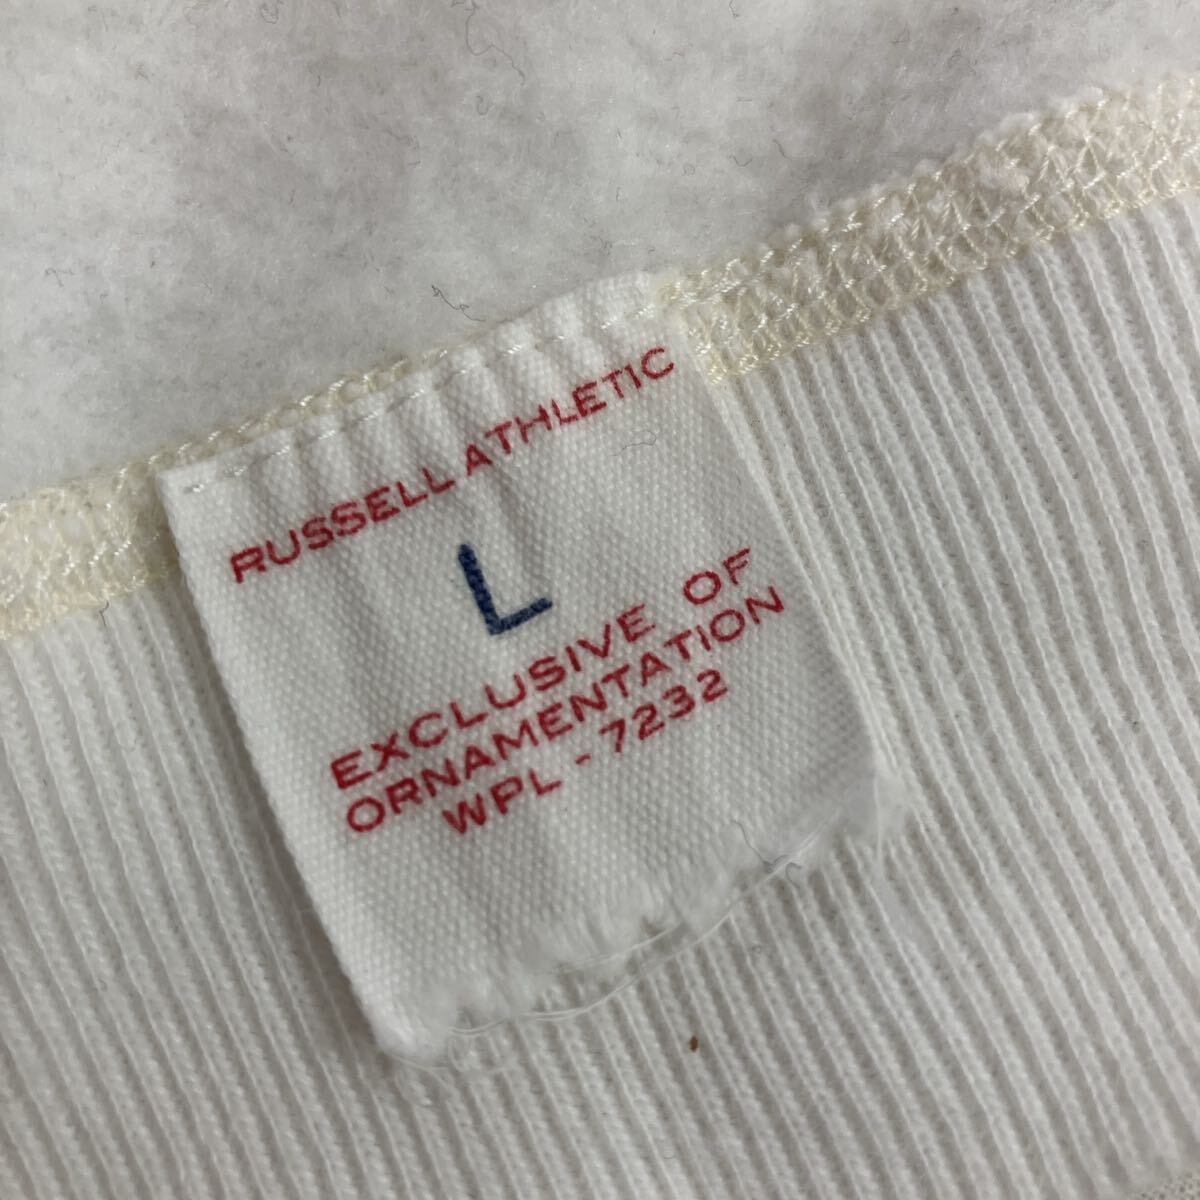 RUSSELL ATHLETIC
L
EXCLUSIVE OF
ORNAMENTATION
WPL - 7232